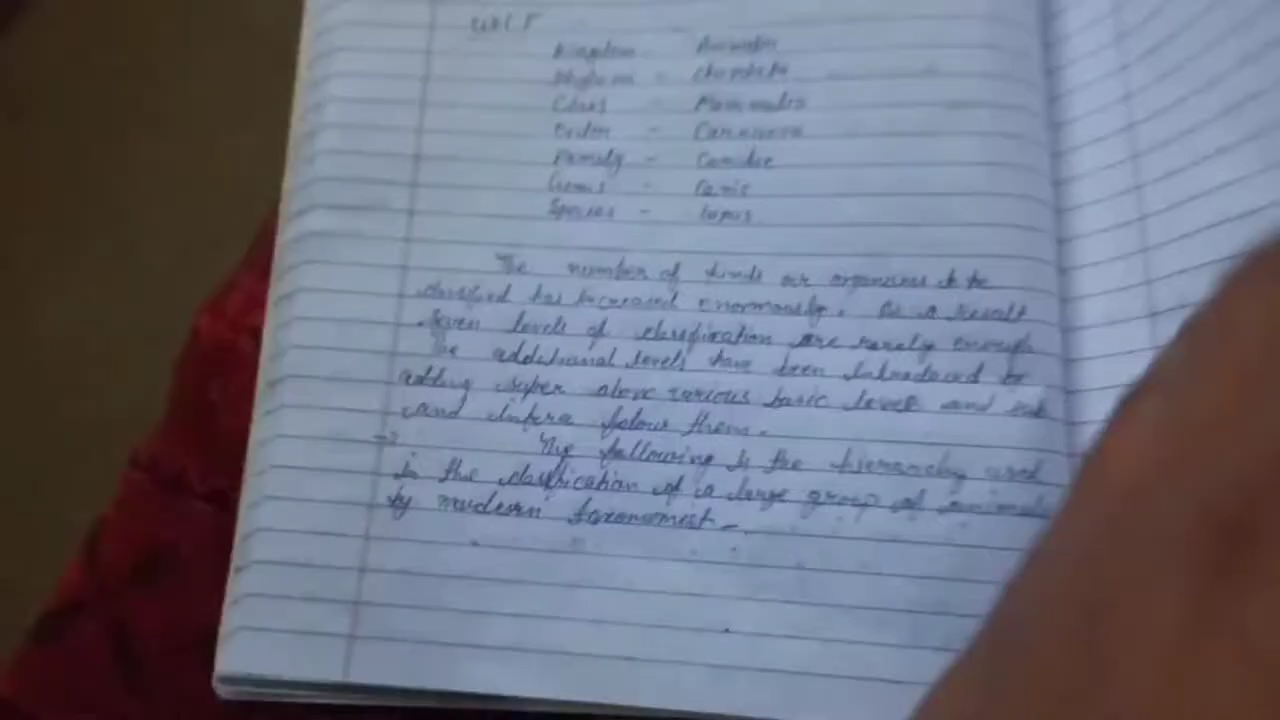 WOLF
Kingdom - Animalia
Phylum - Chordata
Class - Mammalia
Order - Carnivora
Family - Canidae
Genus - Canis
Species - lupus
The number of kinds or organisms to be
classified has increased enormously. As a result
Seven levels of classification are rarely enough
The additional levels have been introduced by
adding super above various basic level and sub
and infra below them.
The following is the hierarchy used
in the classification of a large group of animals
by modern taxonomist -